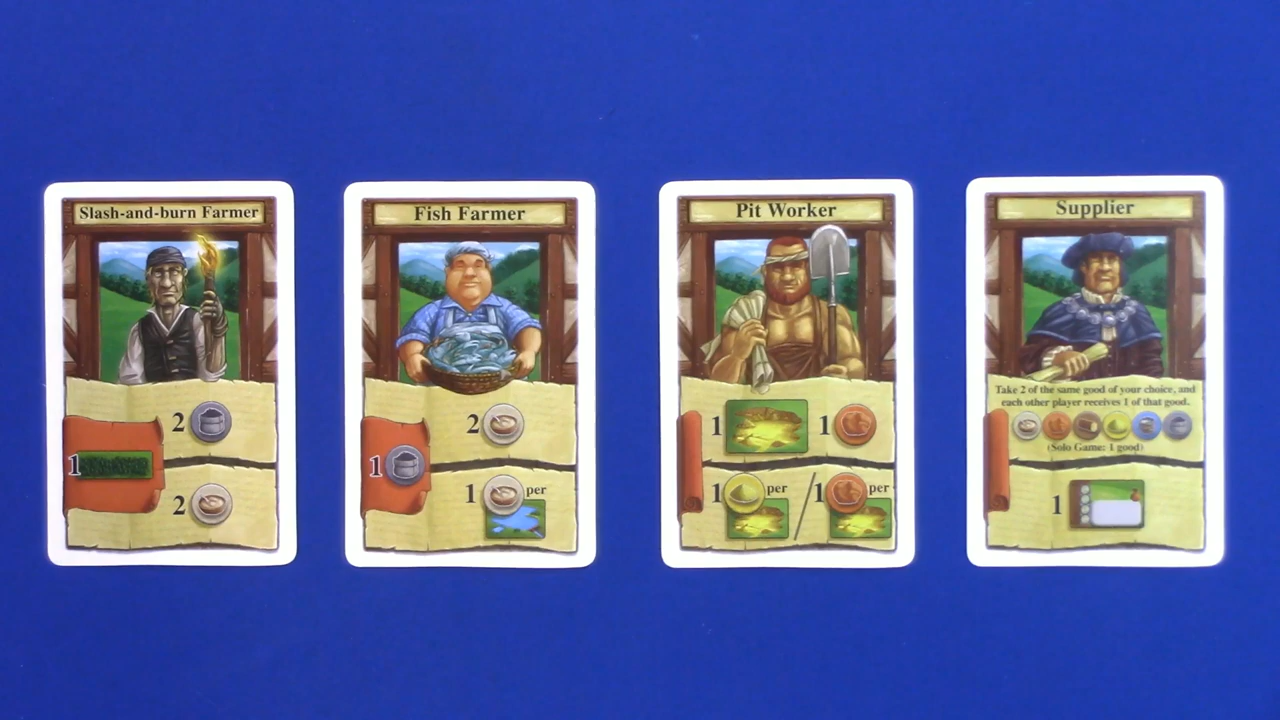 Slash-and-burn Farmer
2
1
2
Fish Farmer
2
1
1 per
Pit Worker
1 1
1 per / 1 per
Supplier
Take 2 of the same good of your choice, and
each other player receives 1 of that good.
(Solo Game: 1 good)
1